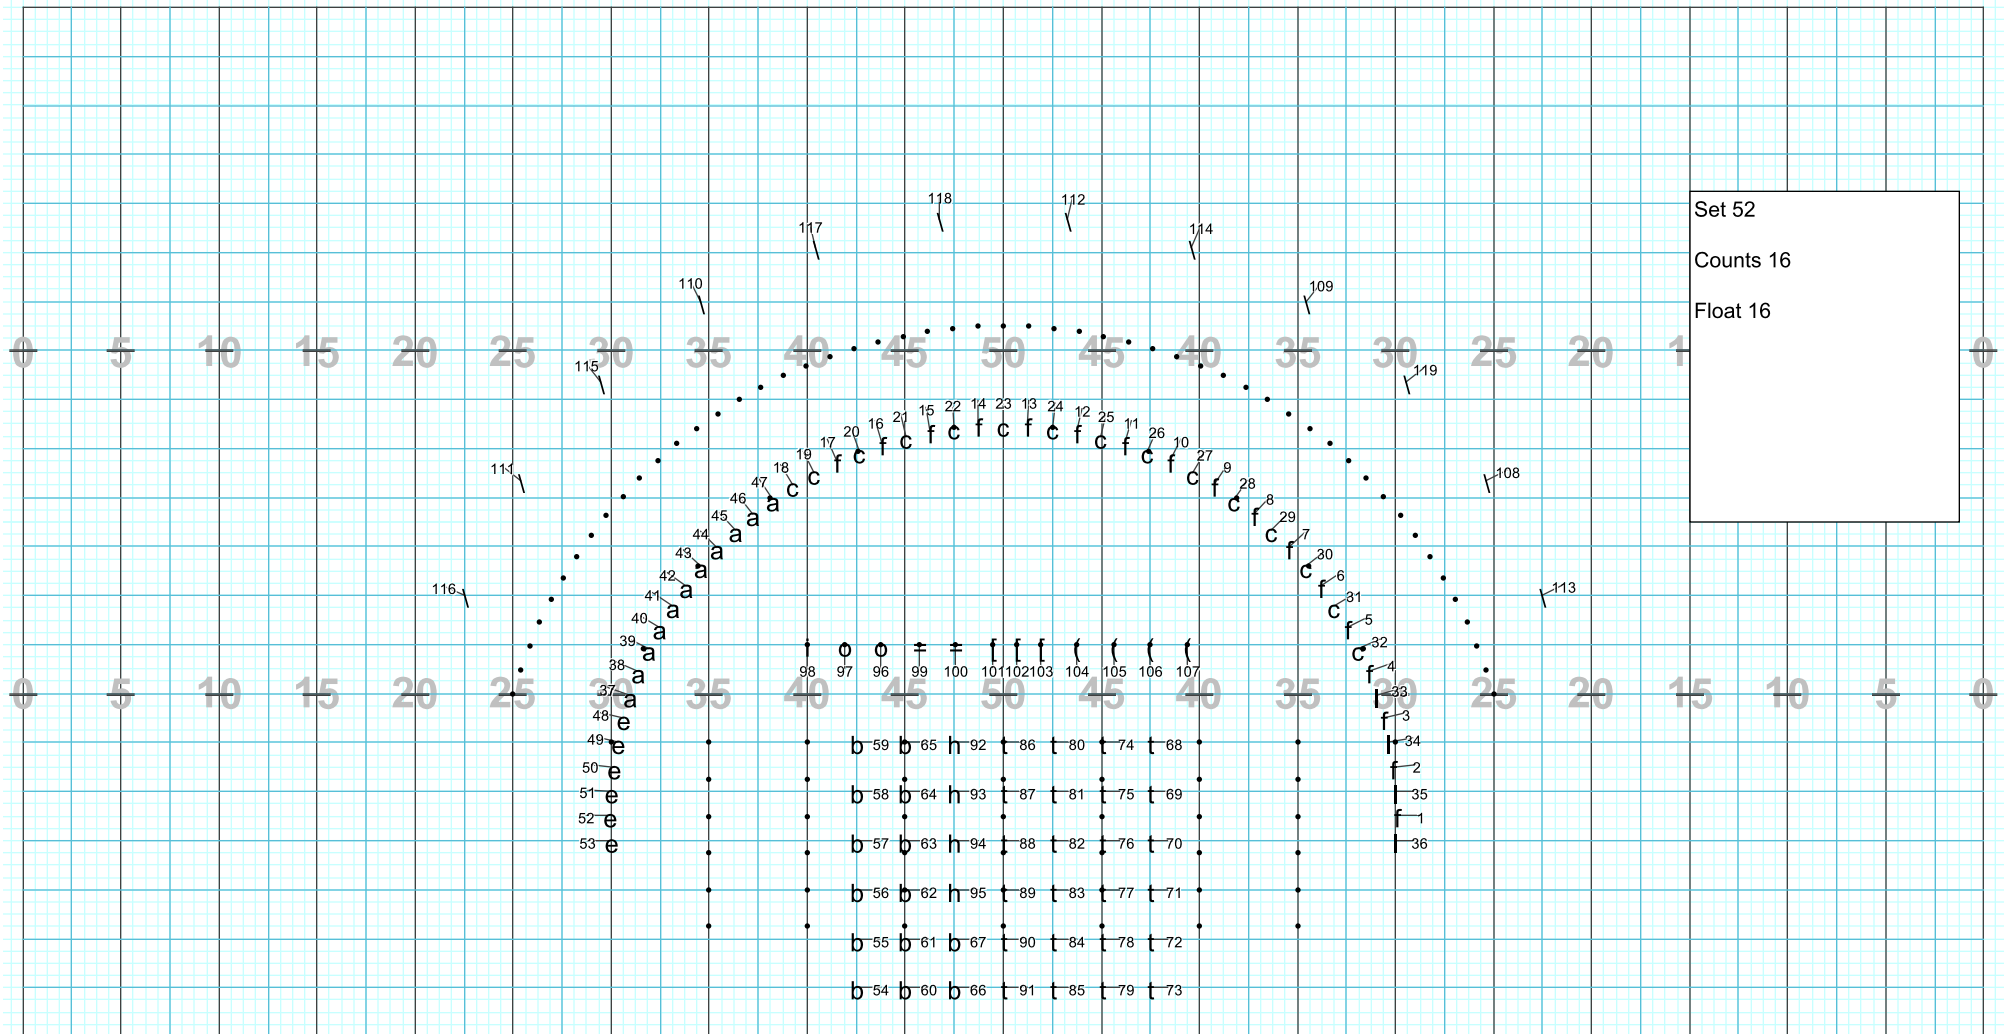 118 112
117 114
Set 52
Counts 16
Float 16
110 109
0 5 10 15 20 25 30 35 40 45 50 45 40 35 30 25 20 1 0
115 119
22 14 23 13 24
21 15 12 25
20 16 11 26
17 10
19 27
18 9
47 28
46 8
45 29
44 7
43 30
42 6
41 31
40 5
39 32
38 4
37 33
48 3
49 34
50 2
51 35
52 1
53 36
f c f c f c f c f c f
c f f c
c f f c
c c f c
a f
a c
a f
a c
a f
a c
a f
a c
a f
a l
e f
e l
e f
e l
e f
e l
111 108
116 113
i o o = = [ [ [ ( ( ( (
98 97 96 99 100 101 102 103 104 105 106 107
0 5 10 15 20 25 30 35 40 45 50 45 40 35 30 25 20 15 10 5 0
b 59 b 65 h 92 t 86 t 80 t 74 t 68
b 58 b 64 h 93 t 87 t 81 t 75 t 69
b 57 b 63 h 94 t 88 t 82 t 76 t 70
b 56 b 62 h 95 t 89 t 83 t 77 t 71
b 55 b 61 b 67 t 90 t 84 t 78 t 72
b 54 b 60 b 66 t 91 t 85 t 79 t 73